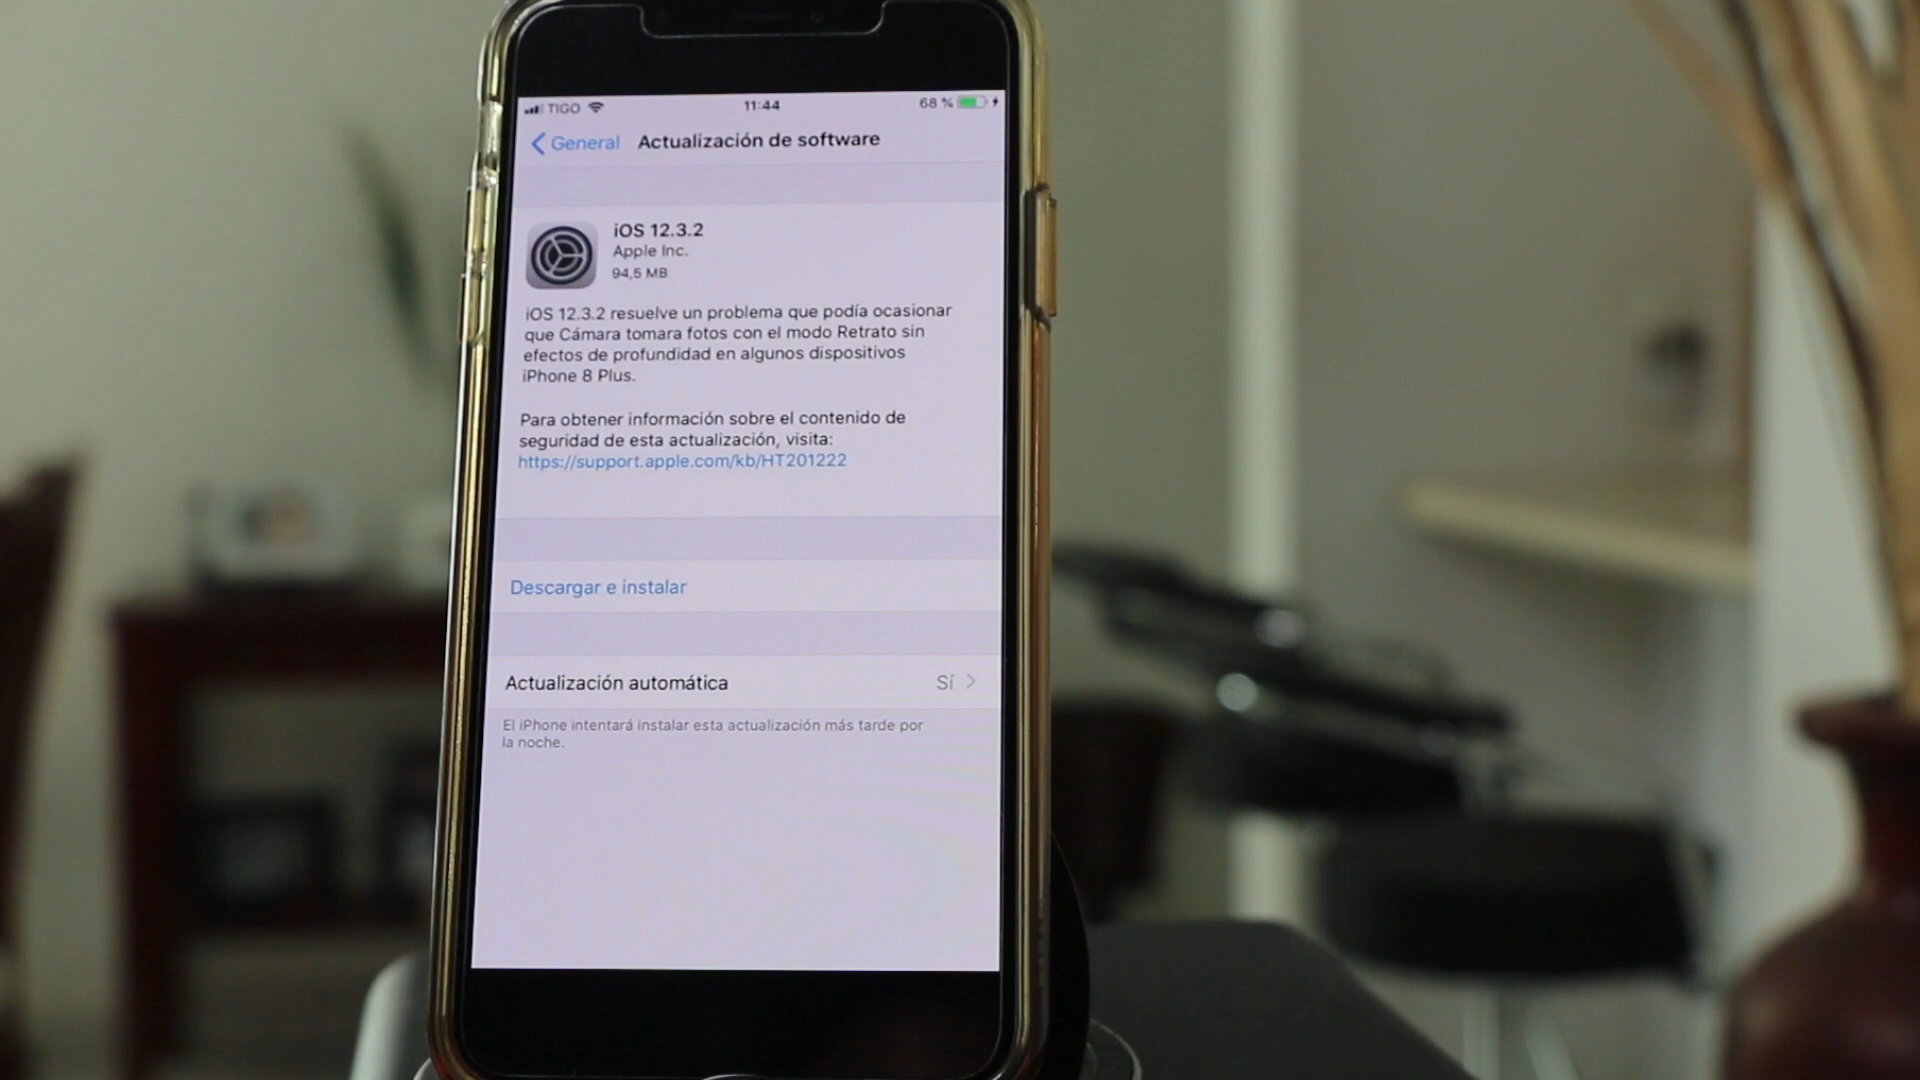 TIGO 11:44 68 %
General Actualización de software
iOS 12.3.2
Apple Inc.
94,5 MB
iOS 12.3.2 resuelve un problema que podía ocasionar
que Cámara tomara fotos con el modo Retrato sin
efectos de profundidad en algunos dispositivos
iPhone 8 Plus.
Para obtener información sobre el contenido de
seguridad de esta actualización, visita:
https://support.apple.com/kb/HT201222
Descargar e instalar
Actualización automática Sí
El iPhone intentará instalar esta actualización más tarde por
la noche.